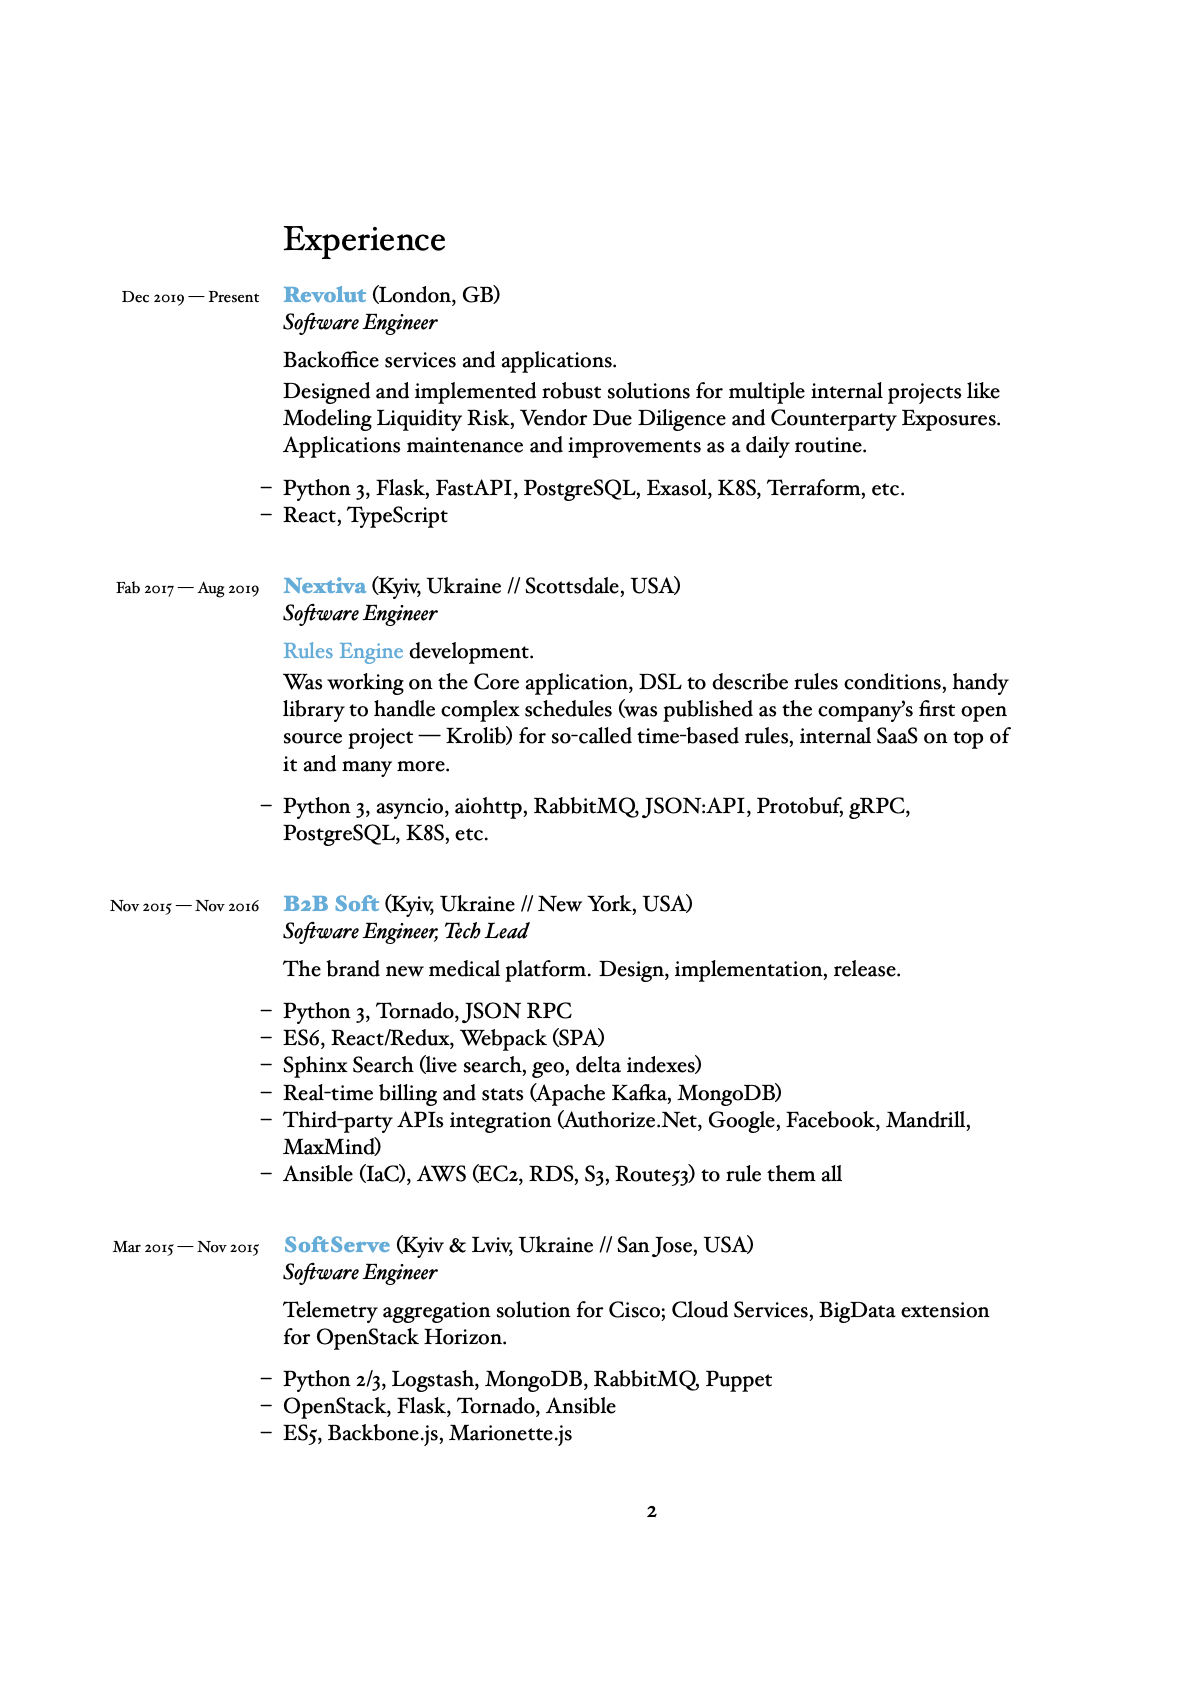 Experience
Dec 2019 — Present Revolut (London, GB)
Software Engineer
Backoffice services and applications.
Designed and implemented robust solutions for multiple internal projects like
Modeling Liquidity Risk, Vendor Due Diligence and Counterparty Exposures.
Applications maintenance and improvements as a daily routine.
– Python 3, Flask, FastAPI, PostgreSQL, Exasol, K8S, Terraform, etc.
– React, TypeScript
Fab 2017 — Aug 2019 Nextiva (Kyiv, Ukraine // Scottsdale, USA)
Software Engineer
Rules Engine development.
Was working on the Core application, DSL to describe rules conditions, handy
library to handle complex schedules (was published as the company’s first open
source project — Krolib) for so-called time-based rules, internal SaaS on top of
it and many more.
– Python 3, asyncio, aiohttp, RabbitMQ, JSON:API, Protobuf, gRPC,
PostgreSQL, K8S, etc.
Nov 2015 — Nov 2016 B2B Soft (Kyiv, Ukraine // New York, USA)
Software Engineer, Tech Lead
The brand new medical platform. Design, implementation, release.
– Python 3, Tornado, JSON RPC
– ES6, React/Redux, Webpack (SPA)
– Sphinx Search (live search, geo, delta indexes)
– Real-time billing and stats (Apache Kafka, MongoDB)
– Third-party APIs integration (Authorize.Net, Google, Facebook, Mandrill,
MaxMind)
– Ansible (IaC), AWS (EC2, RDS, S3, Route53) to rule them all
Mar 2015 — Nov 2015 SoftServe (Kyiv & Lviv, Ukraine // San Jose, USA)
Software Engineer
Telemetry aggregation solution for Cisco; Cloud Services, BigData extension
for OpenStack Horizon.
– Python 2/3, Logstash, MongoDB, RabbitMQ, Puppet
– OpenStack, Flask, Tornado, Ansible
– ES5, Backbone.js, Marionette.js
2